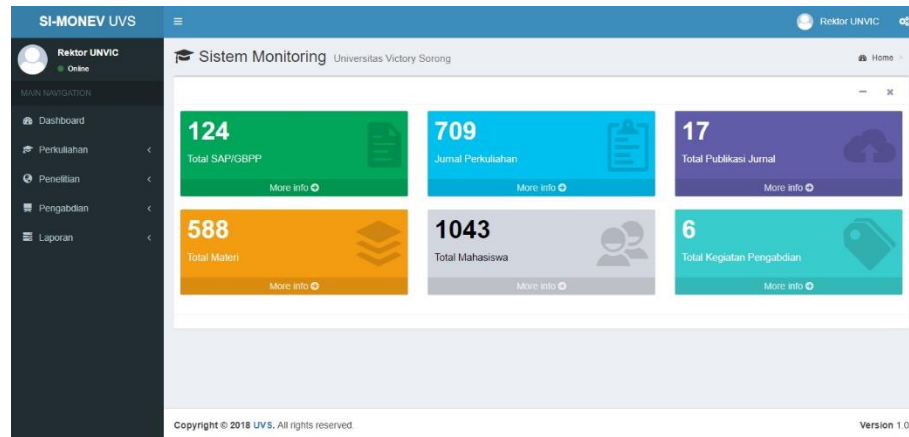 SI-MONEV UVS
Rektor UNVIC
Rektor UNVIC
Online
Sistem Monitoring Universitas Victory Sorong
Home >
MAIN NAVIGATION
Dashboard
Perkuliahan
Penelitian
Pengabdian
Laporan
124
Total SAP/GBPP
More info
709
Jurnal Perkuliahan
More info
17
Total Publikasi Jurnal
More info
588
Total Materi
More info
1043
Total Mahasiswa
More info
6
Total Kegiatan Pengabdian
More info
Copyright © 2018 UVS. All rights reserved.
Version 1.0